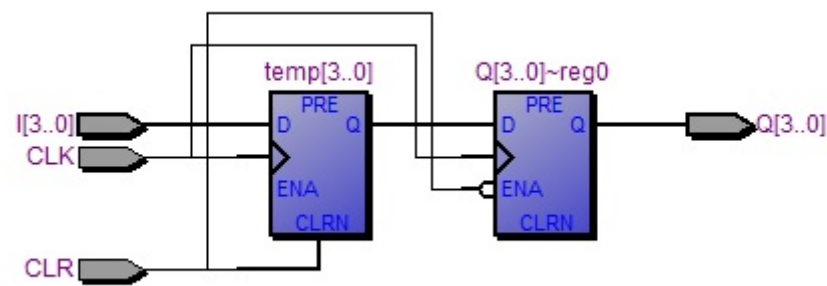 temp[3..0] Q[3..0]~reg0
PRE PRE
I[3..0] D Q D Q Q[3..0]
CLK
ENA ENA
CLRN CLRN
CLR